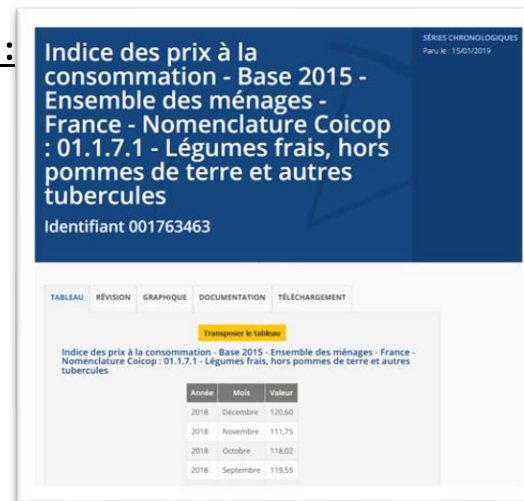 :
Indice des prix à la
consommation - Base 2015 -
Ensemble des ménages -
France - Nomenclature Coicop
: 01.1.7.1 - Légumes frais, hors
pommes de terre et autres
tubercules
Identifiant 001763463
SÉRIES CHRONOLOGIQUES
Paru le : 15/01/2019
TABLEAU RÉVISION GRAPHIQUE DOCUMENTATION TÉLÉCHARGEMENT
Transposer le tableau
Indice des prix à la consommation - Base 2015 - Ensemble des ménages - France -
Nomenclature Coicop : 01.1.7.1 - Légumes frais, hors pommes de terre et autres
tubercules
Année Mois Valeur
2018 Décembre 120,60
2018 Novembre 111,75
2018 Octobre 118,02
2018 Septembre 119,55